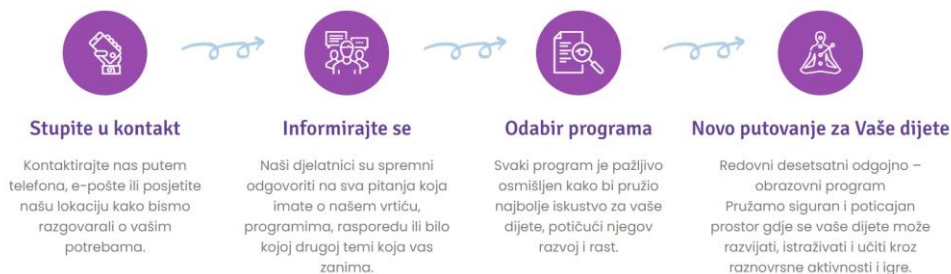 Stupite u kontakt
Kontaktirajte nas putem
telefona, e-pošte ili posjetite
našu lokaciju kako bismo
razgovarali o vašim
potrebama.
Informirajte se
Naši djelatnici su spremni
odgovoriti na sva pitanja koja
imate o našem vrtiću,
programima, rasporedu ili bilo
kojoj drugoj temi koja vas
zanima.
Odabir programa
Svaki program je pažljivo
osmišljen kako bi pružio
najbolje iskustvo za vaše
dijete, potičući njegov
razvoj i rast.
Novo putovanje za Vaše dijete
Redovni desetsatni odgojno –
obrazovni program
Pružamo siguran i poticajan
prostor gdje se vaše dijete može
razvijati, istraživati i učiti kroz
raznovrsne aktivnosti i igre.